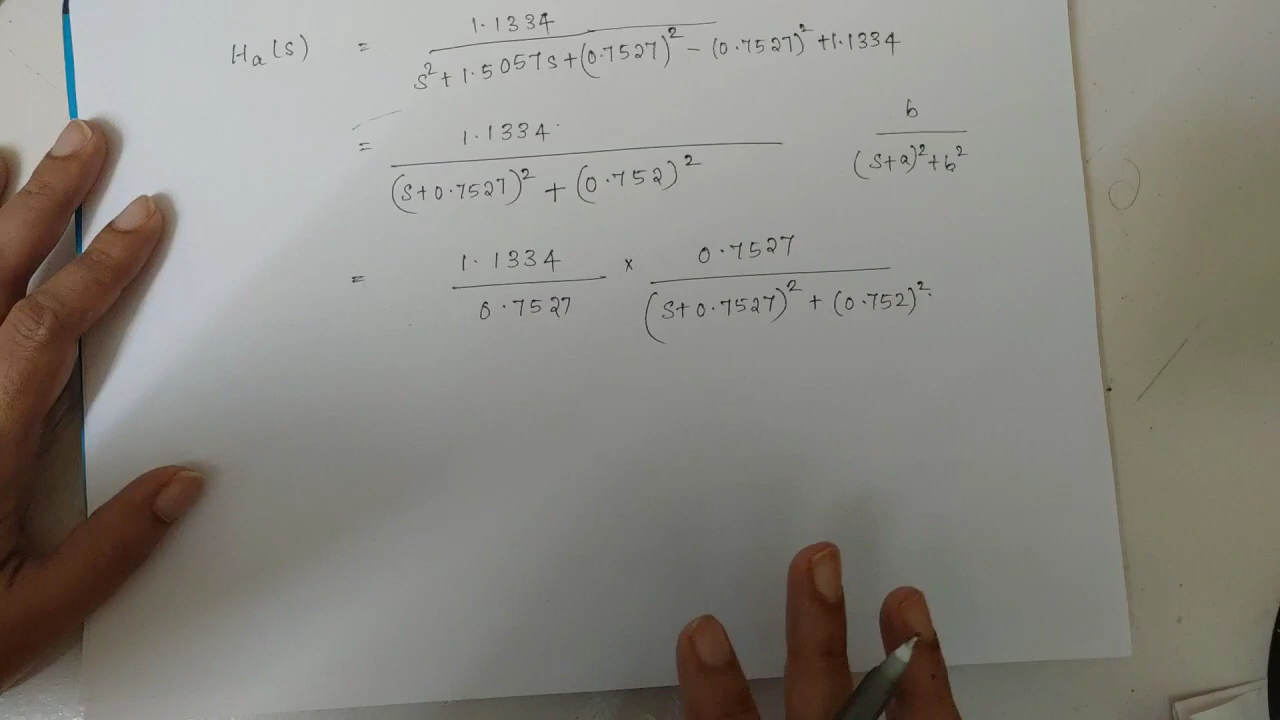 Ha(s) = 1.1334 / s² + 1.5057s + (0.7527)² − (0.7527)² + 1.1334
= 1.1334 / (s+0.7527)² + (0.752)²
b / (s+a)² + b²
= 1.1334 / 0.7527 × 0.7527 / (s+0.7527)² + (0.752)²